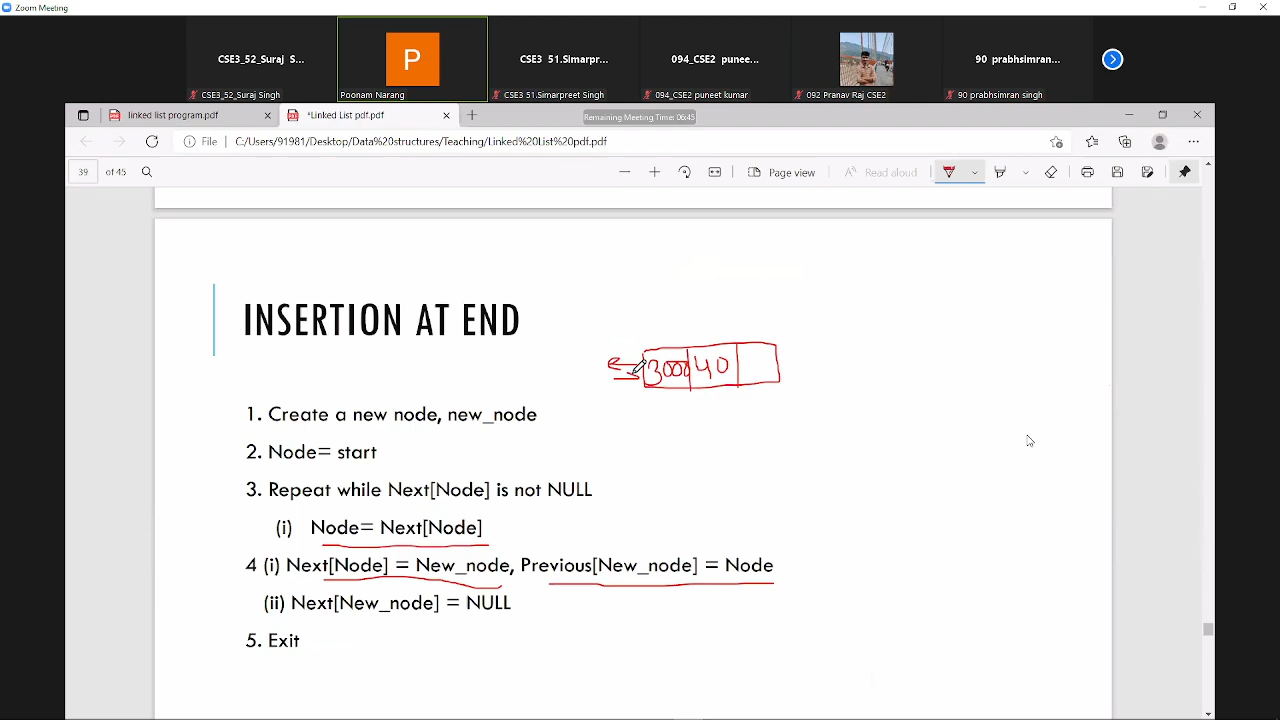 Zoom Meeting
CSE3_52_Suraj S...
P
CSE3 51.Simarpr...
094_CSE2 punee...
90 prabhsimran...
CSE3_52_Suraj Singh
Poonam Narang
CSE3 51.Simarpreet Singh
094_CSE2 puneet kumar
092 Pranav Raj CSE2
90 prabhsimran singh
linked list program.pdf
*Linked List pdf.pdf
Remaining Meeting Time: 06:45
File C:/Users/91981/Desktop/Data%20structures/Teaching/Linked%20List%20pdf.pdf
39 of 45
Page view
Read aloud
INSERTION AT END
3000 40
1. Create a new node, new_node
2. Node= start
3. Repeat while Next[Node] is not NULL
(i) Node= Next[Node]
4 (i) Next[Node] = New_node, Previous[New_node] = Node
(ii) Next[New_node] = NULL
5. Exit